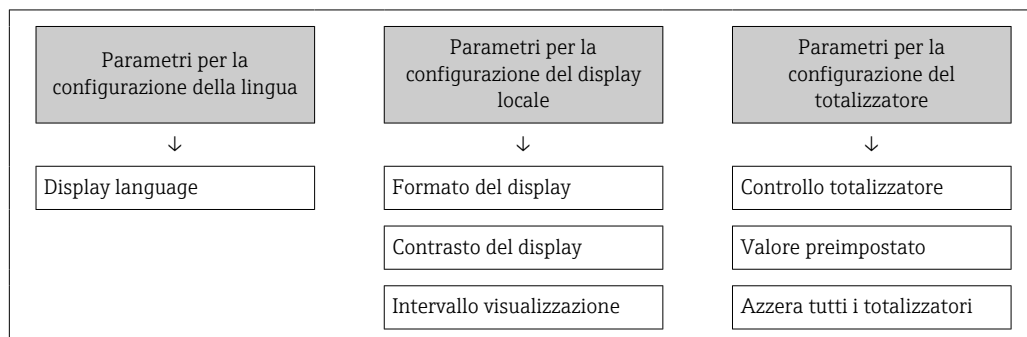 Parametri per la
configurazione della lingua
↓
Display language
Parametri per la
configurazione del display
locale
↓
Formato del display
Contrasto del display
Intervallo visualizzazione
Parametri per la
configurazione del
totalizzatore
↓
Controllo totalizzatore
Valore preimpostato
Azzera tutti i totalizzatori